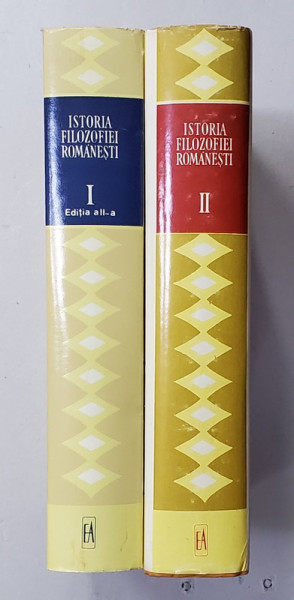 ISTORIA
FILOZOFIEI
ROMÂNEȘTI
I
Ediția a II-a
EA
ISTORIA
FILOZOFIEI
ROMÂNEȘTI
II
EA